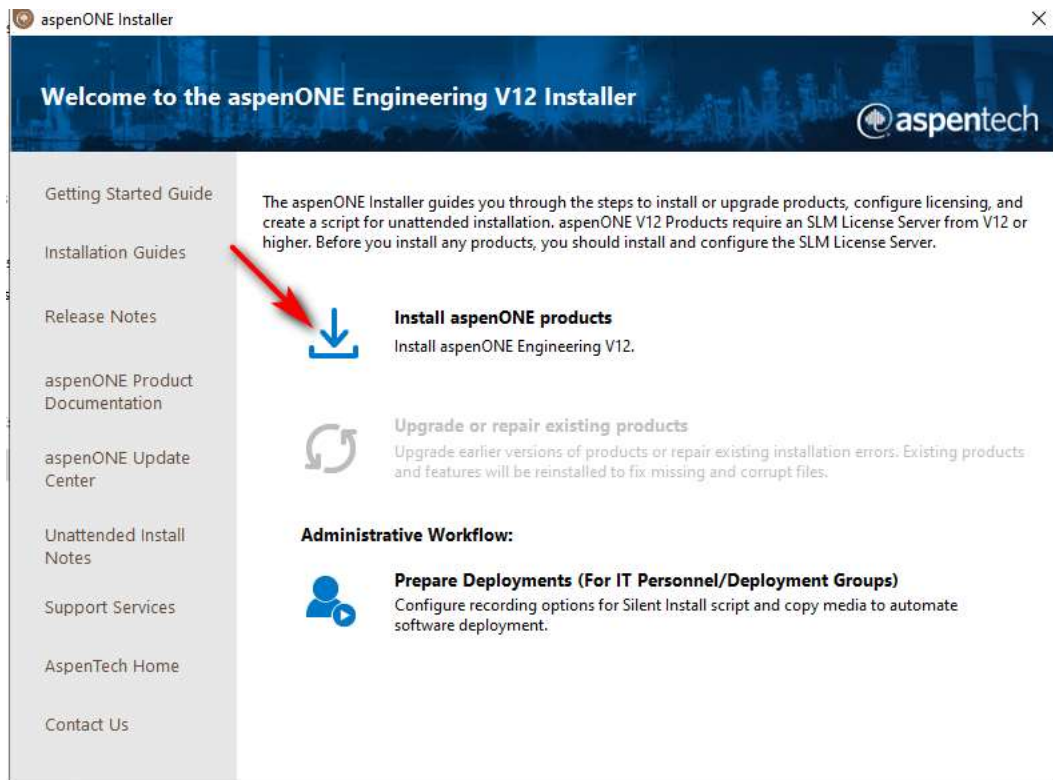 aspenONE Installer
Welcome to the aspenONE Engineering V12 Installer
aspentech
Getting Started Guide
Installation Guides
Release Notes
aspenONE Product
Documentation
aspenONE Update
Center
Unattended Install
Notes
Support Services
AspenTech Home
Contact Us
The aspenONE Installer guides you through the steps to install or upgrade products, configure licensing, and
create a script for unattended installation. aspenONE V12 Products require an SLM License Server from V12 or
higher. Before you install any products, you should install and configure the SLM License Server.
Install aspenONE products
Install aspenONE Engineering V12.
Upgrade or repair existing products
Upgrade earlier versions of products or repair existing installation errors. Existing products
and features will be reinstalled to fix missing and corrupt files.
Administrative Workflow:
Prepare Deployments (For IT Personnel/Deployment Groups)
Configure recording options for Silent Install script and copy media to automate
software deployment.